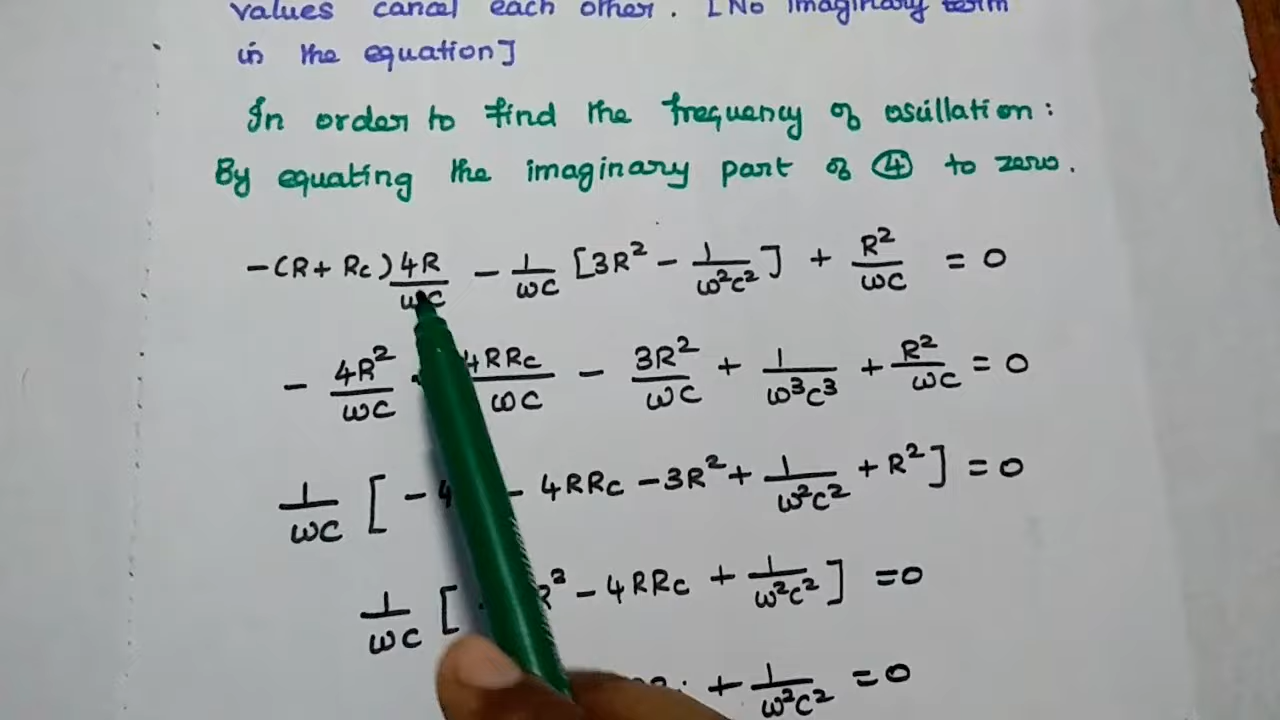 values cancel each other. [No imaginary term
in the equation]
In order to find the frequency of oscillation:
By equating the imaginary part of ④ to zero.
-(R+Rc) 4R/ωC - 1/ωC [3R² - 1/ω²C²] + R²/ωC = 0
- 4R²/ωC 4RRc/ωC - 3R²/ωC + 1/ω³C³ + R²/ωC = 0
1/ωC [-4 - 4RRc - 3R² + 1/ω²C² + R²] = 0
1/ωC [ R² - 4RRc + 1/ω²C²] = 0
+ 1/ω²C² = 0